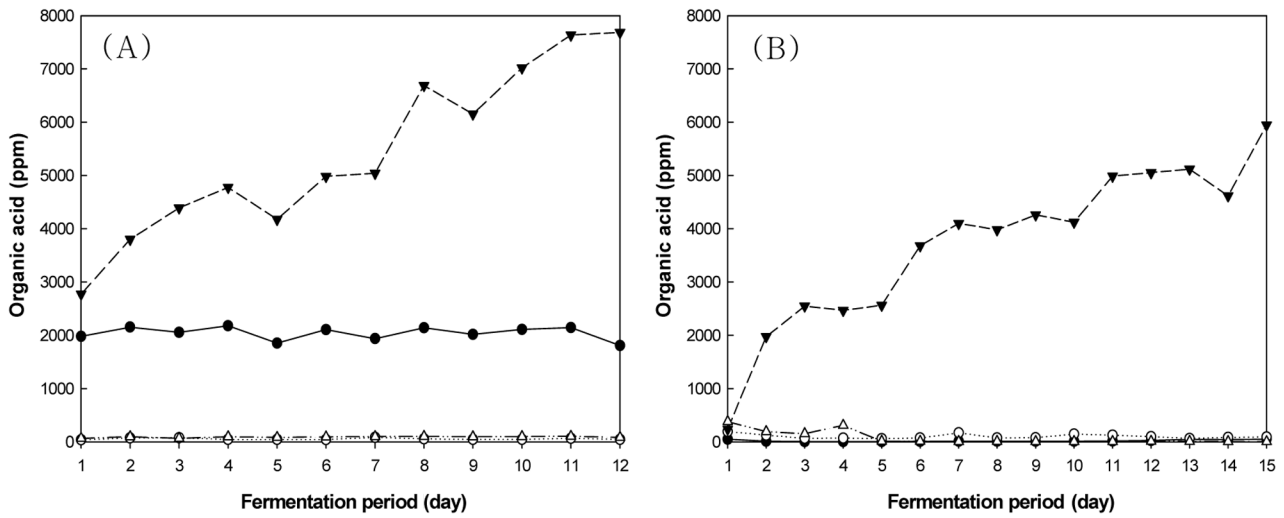 (A)
8000
7000
6000
5000
4000
3000
2000
1000
0
Organic acid (ppm)
1 2 3 4 5 6 7 8 9 10 11 12
Fermentation period (day)
(B)
8000
7000
6000
5000
4000
3000
2000
1000
0
Organic acid (ppm)
1 2 3 4 5 6 7 8 9 10 11 12 13 14 15
Fermentation period (day)